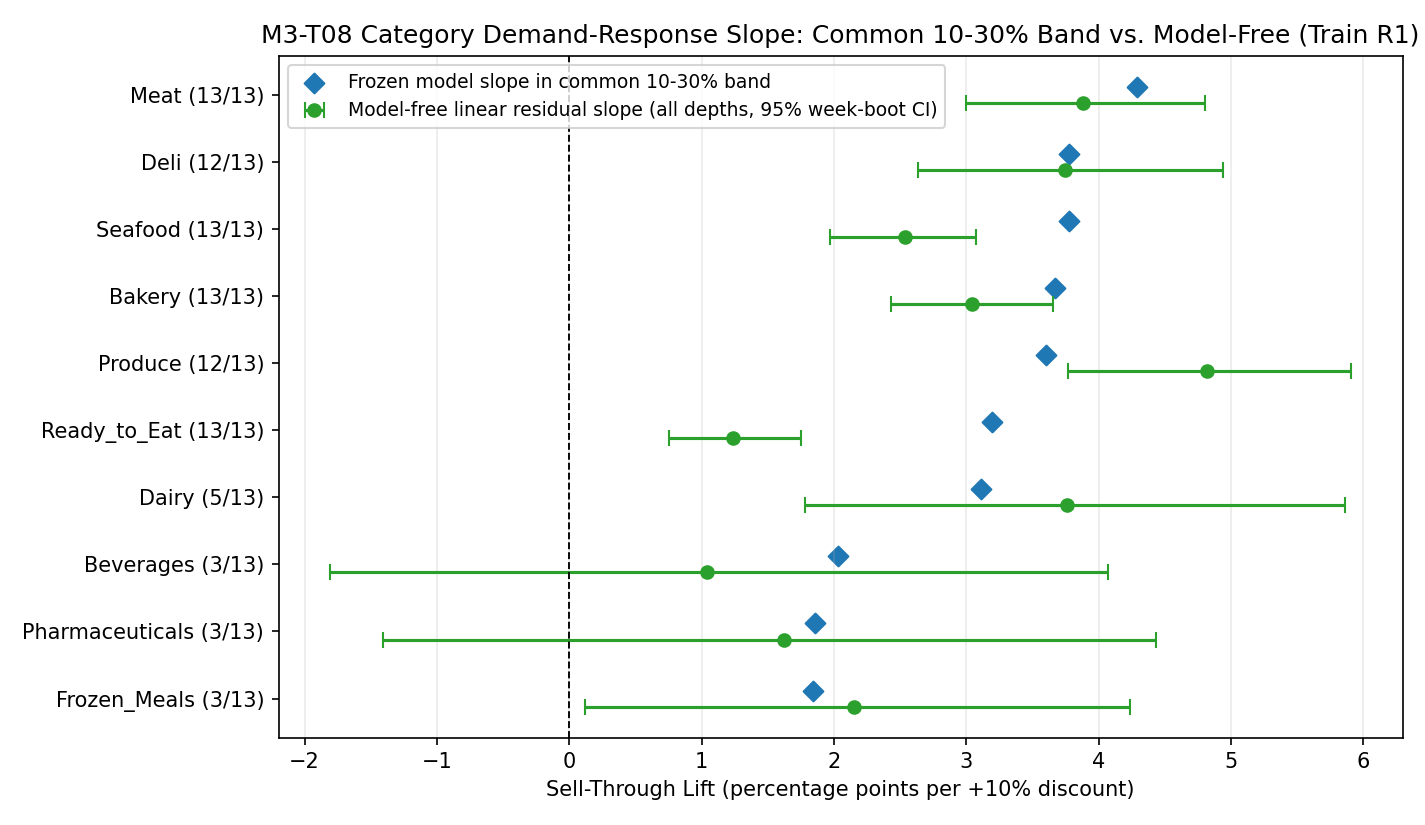 M3-T08 Category Demand-Response Slope: Common 10-30% Band vs. Model-Free (Train R1)
Frozen model slope in common 10-30% band
Model-free linear residual slope (all depths, 95% week-boot CI)
Meat (13/13)
Deli (12/13)
Seafood (13/13)
Bakery (13/13)
Produce (12/13)
Ready_to_Eat (13/13)
Dairy (5/13)
Beverages (3/13)
Pharmaceuticals (3/13)
Frozen_Meals (3/13)
−2 −1 0 1 2 3 4 5 6
Sell-Through Lift (percentage points per +10% discount)